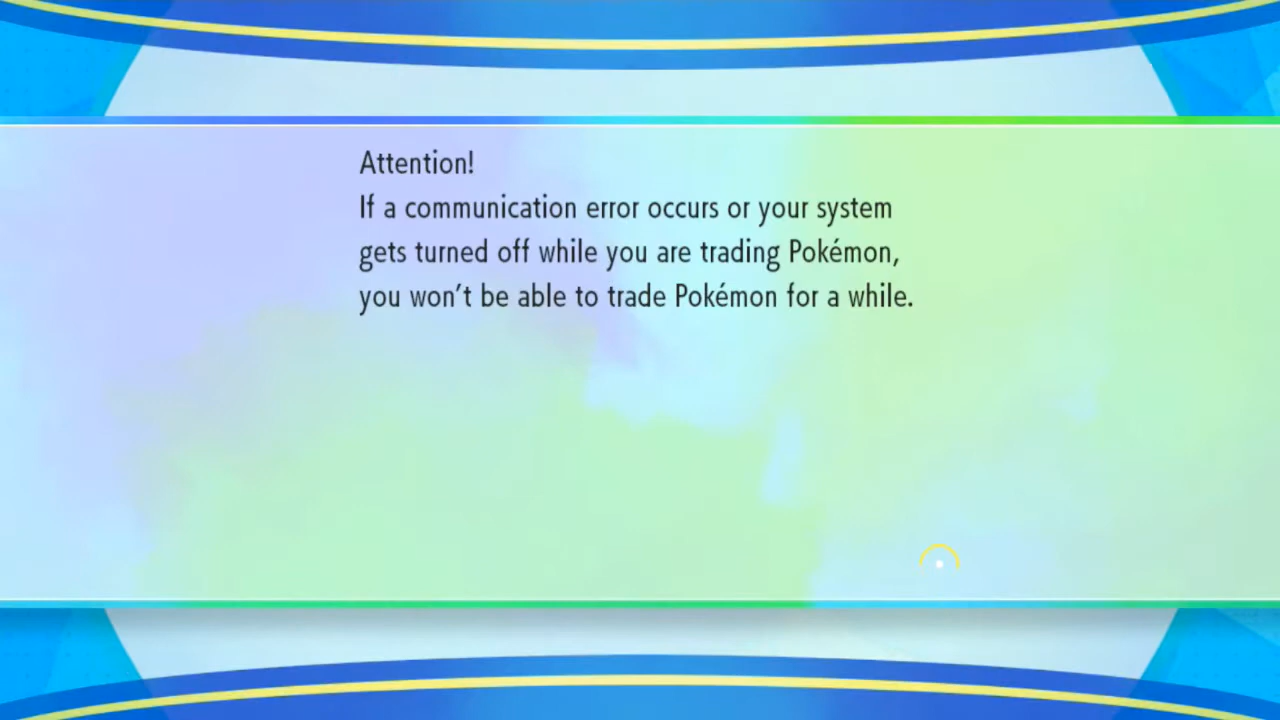 Attention!
If a communication error occurs or your system
gets turned off while you are trading Pokémon,
you won't be able to trade Pokémon for a while.